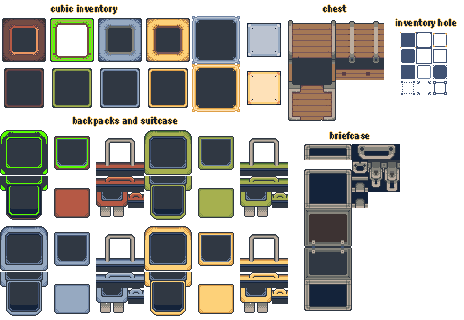 cubic inventory
chest
inventory hole
backpacks and suitcase
briefcase